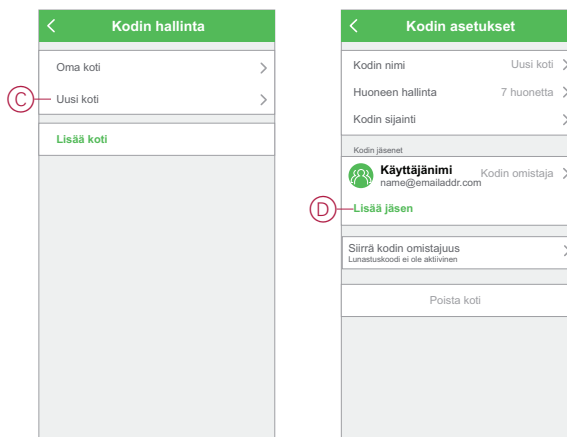 Kodin hallinta
Oma koti
C
Uusi koti
Lisää koti
Kodin asetukset
Kodin nimi Uusi koti
Huoneen hallinta 7 huonetta
Kodin sijainti
Kodin jäsenet
Käyttäjänimi Kodin omistaja
name@emailaddr.com
D
Lisää jäsen
Siirrä kodin omistajuus
Lunastuskoodi ei ole aktiivinen
Poista koti